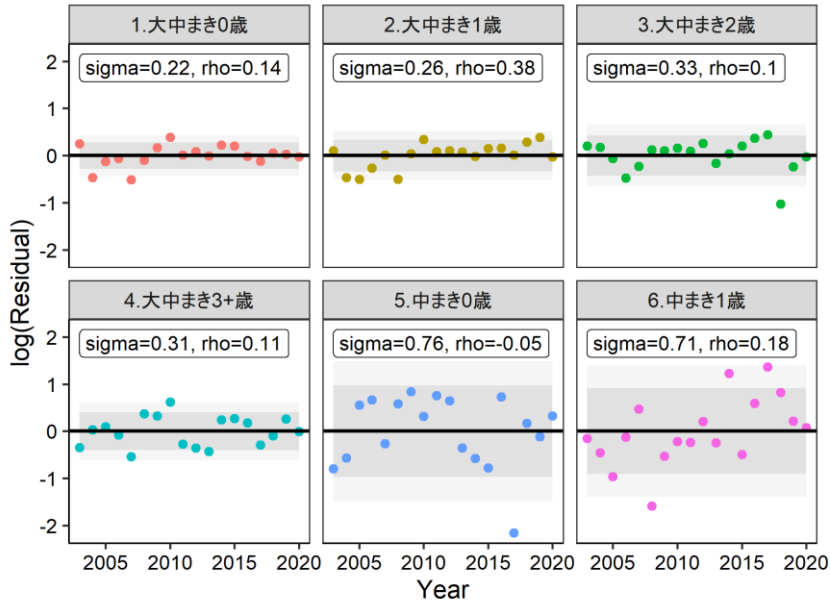 1.大中まき0歳
2.大中まき1歳
3.大中まき2歳
sigma=0.22, rho=0.14
sigma=0.26, rho=0.38
sigma=0.33, rho=0.1
2
1
0
-1
-2
4.大中まき3+歳
5.中まき0歳
6.中まき1歳
sigma=0.31, rho=0.11
sigma=0.76, rho=-0.05
sigma=0.71, rho=0.18
2
1
0
-1
-2
log(Residual)
2005 2010 2015 2020
2005 2010 2015 2020
2005 2010 2015 2020
Year